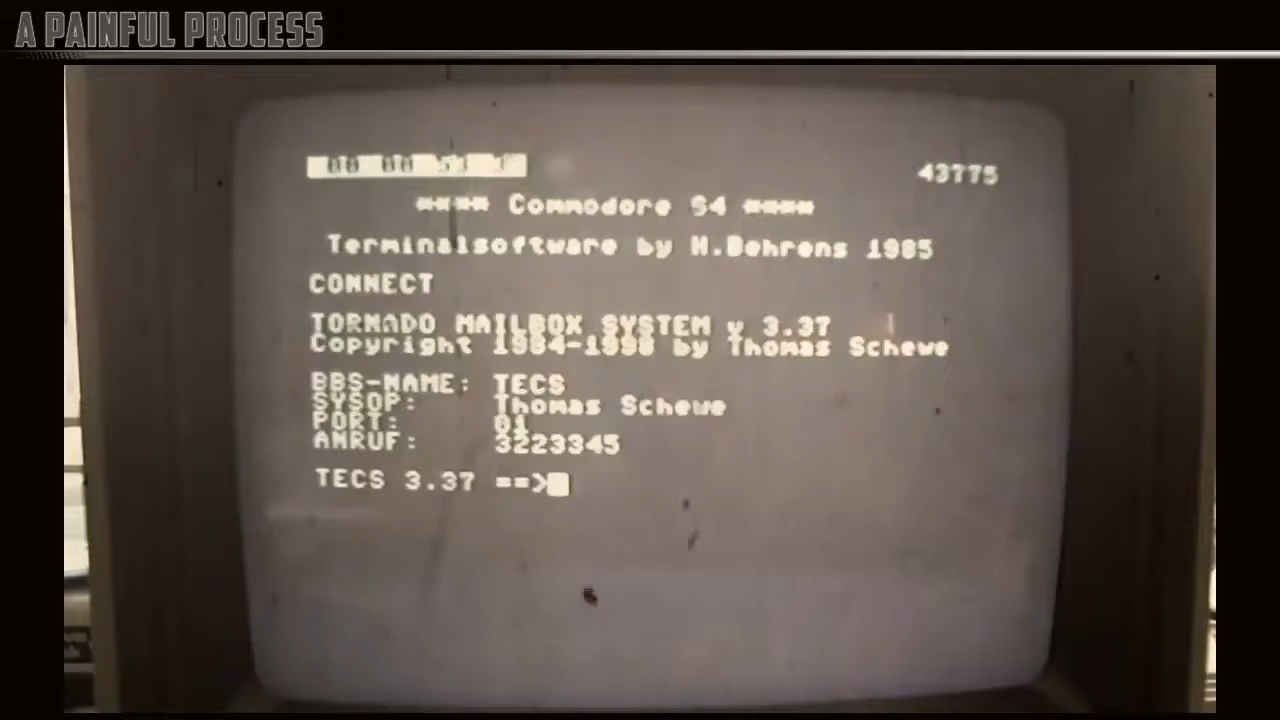 A PAINFUL PROCESS
43775
**** Commodore 64 ****
Terminalsoftware by H.Behrens 1985
CONNECT
TORNADO MAILBOX SYSTEM v 3.37
Copyright 1984-1990 by Thomas Schewe
BBS-NAME: TECS
SYSOP: Thomas Schewe
PORT: 01
ANRUF: 3223345
TECS 3.37 ==>